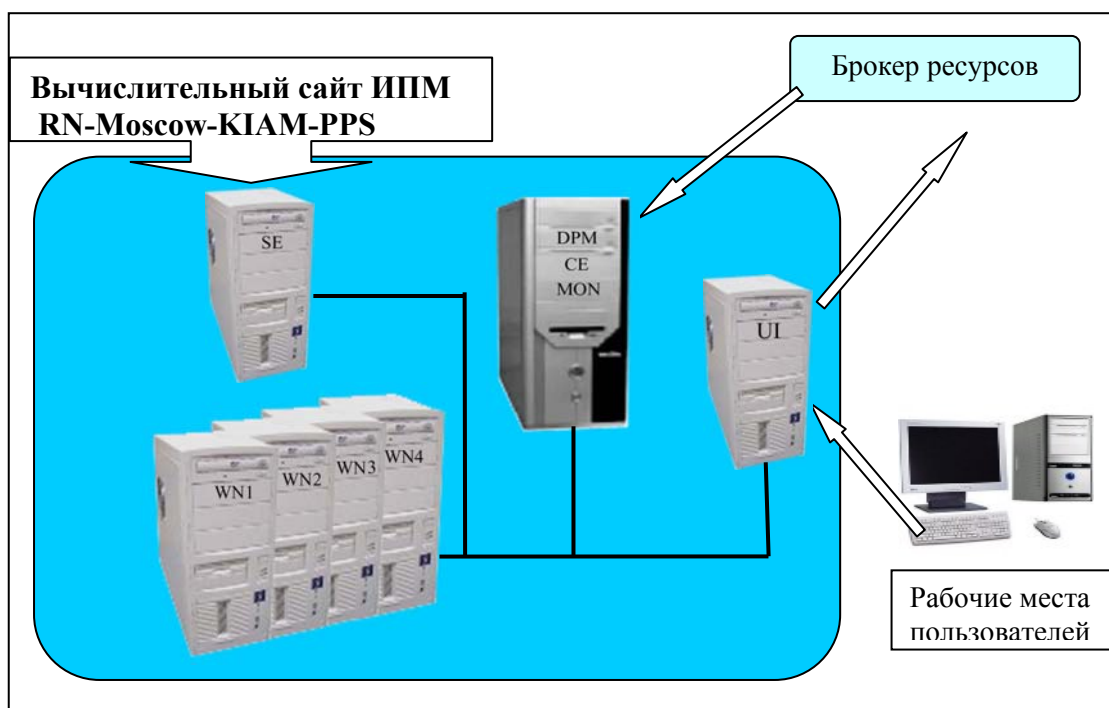 Вычислительный сайт ИПМ
RN-Moscow-KIAM-PPS
Брокер ресурсов
SE
DPM
CE
MON
UI
WN1
WN2
WN3
WN4
Рабочие места
пользователей